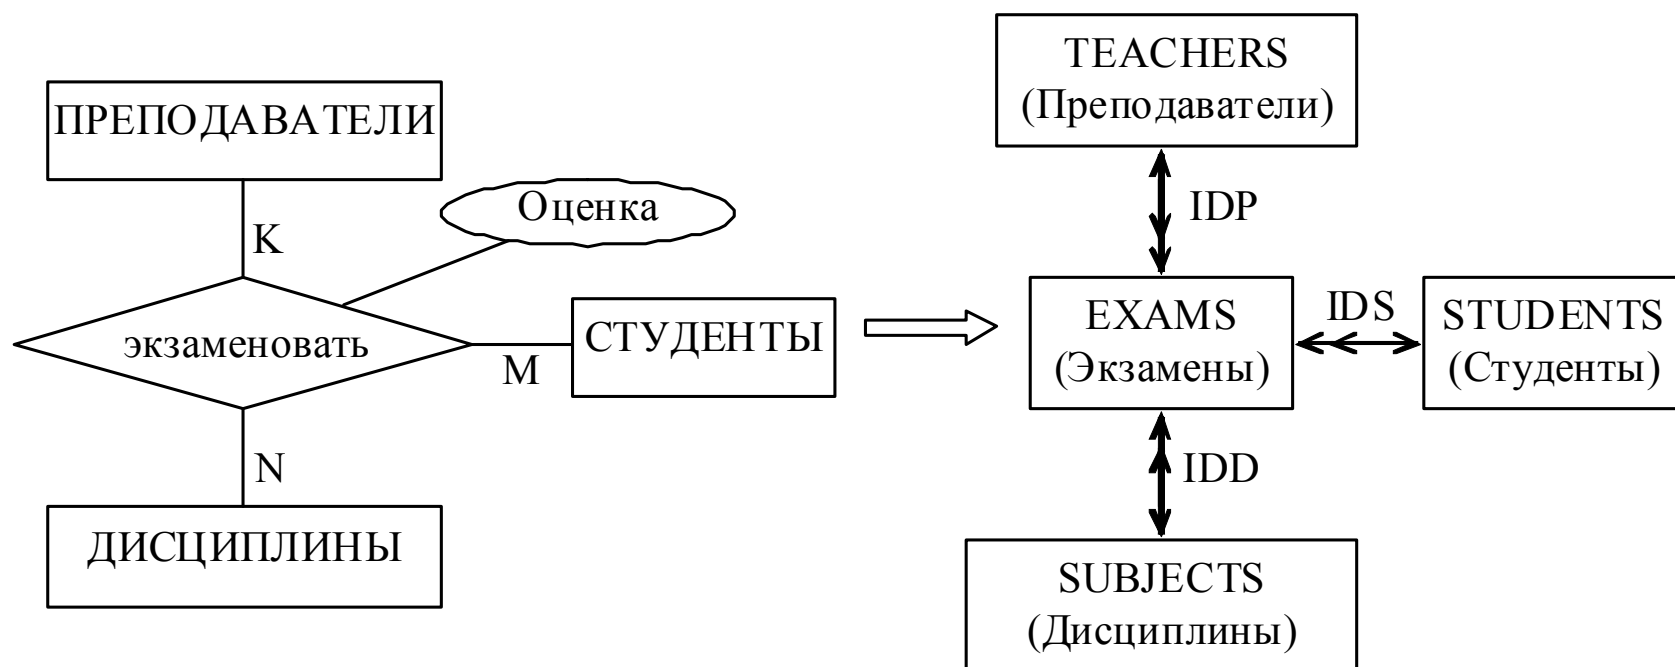 ПРЕПОДАВАТЕЛИ
K
Оценка
экзаменовать
M
СТУДЕНТЫ
N
ДИСЦИПЛИНЫ
TEACHERS
(Преподаватели)
IDP
EXAMS
(Экзамены)
IDS
STUDENTS
(Студенты)
IDD
SUBJECTS
(Дисциплины)